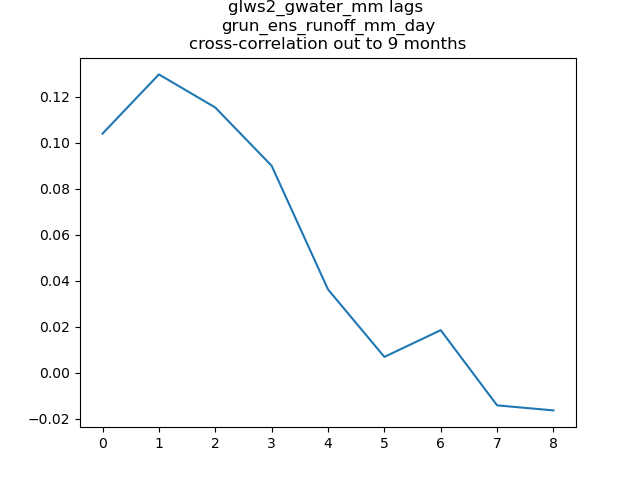 glws2_gwater_mm lags
grun_ens_runoff_mm_day
cross-correlation out to 9 months
0.12
0.10
0.08
0.06
0.04
0.02
0.00
−0.02
0 1 2 3 4 5 6 7 8